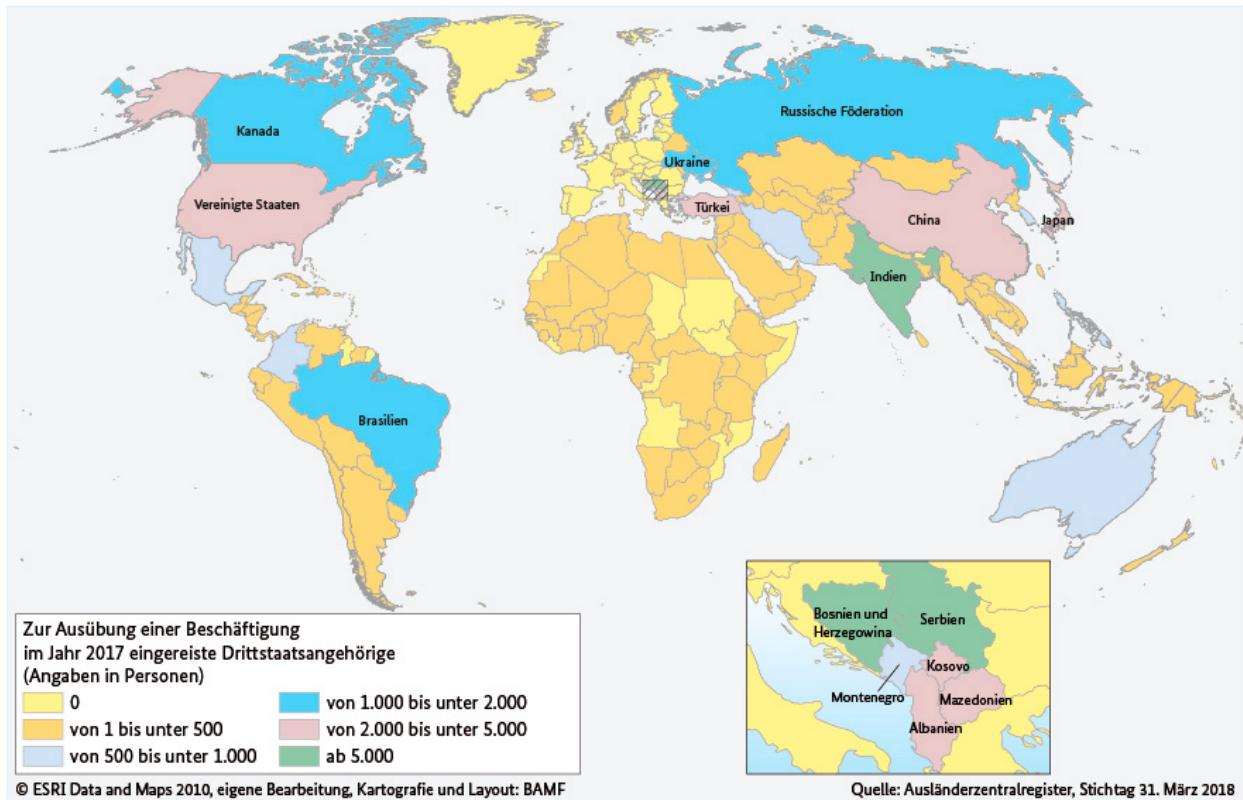 Kanada
Russische Föderation
Ukraine
Vereinigte Staaten
Türkei
China
Japan
Indien
Brasilien
Bosnien und
Herzegowina
Serbien
Kosovo
Montenegro
Mazedonien
Albanien
Zur Ausübung einer Beschäftigung
im Jahr 2017 eingereiste Drittstaatsangehörige
(Angaben in Personen)
0
von 1 bis unter 500
von 500 bis unter 1.000
von 1.000 bis unter 2.000
von 2.000 bis unter 5.000
ab 5.000
© ESRI Data and Maps 2010, eigene Bearbeitung, Kartografie und Layout: BAMF
Quelle: Ausländerzentralregister, Stichtag 31. März 2018